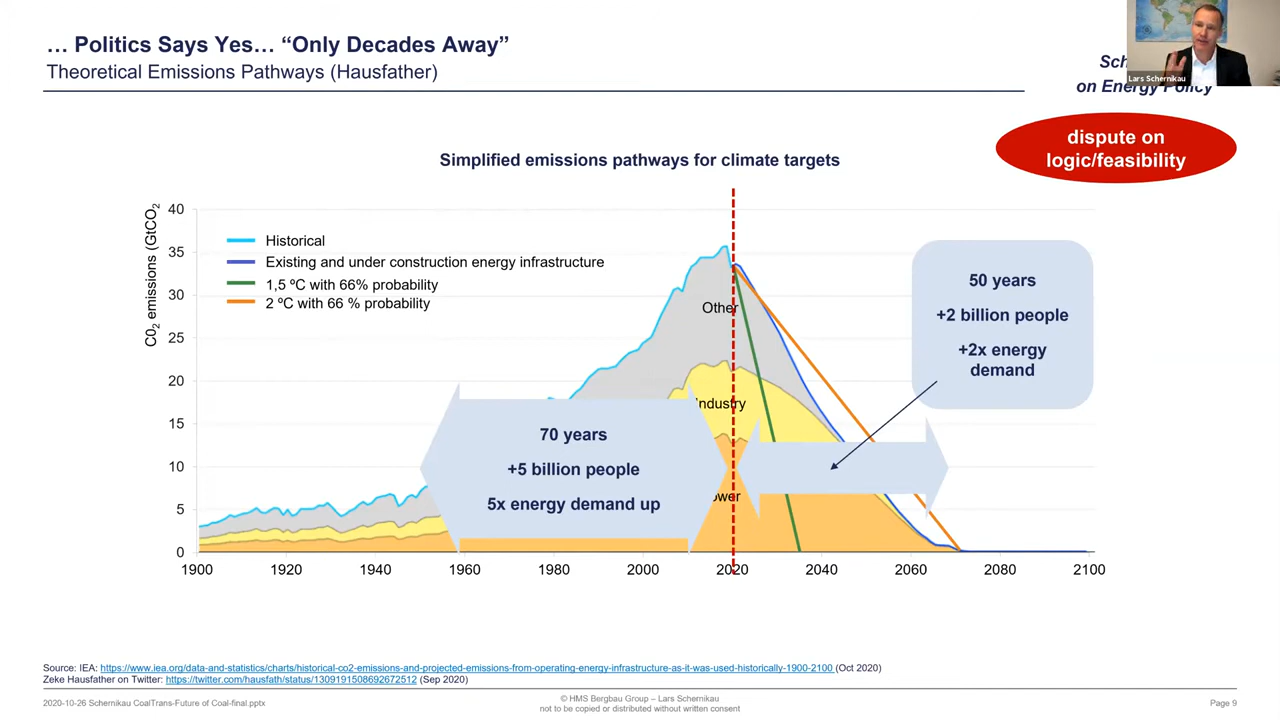 … Politics Says Yes… “Only Decades Away”
Theoretical Emissions Pathways (Hausfather)
Lars Schernikau
on Energy Policy
dispute on
logic/feasibility
Simplified emissions pathways for climate targets
C0₂ emissions (GtCO₂
40
35
30
25
20
15
10
5
0
Historical
Existing and under construction energy infrastructure
1,5 ºC with 66% probability
2 ºC with 66 % probability
Other
Industry
50 years
+2 billion people
+2x energy
demand
70 years
+5 billion people
5x energy demand up
1900 1920 1940 1960 1980 2000 2020 2040 2060 2080 2100
Source: IEA: https://www.iea.org/data-and-statistics/charts/historical-co2-emissions-and-projected-emissions-from-operating-energy-infrastructure-as-it-was-used-historically-1900-2100 (Oct 2020)
Zeke Hausfather on Twitter: https://twitter.com/hausfath/status/1309191508692672512 (Sep 2020)
2020-10-26 Schernikau CoalTrans-Future of Coal-final.pptx
© HMS Bergbau Group – Lars Schernikau
not to be copied or distributed without written consent
Page 9